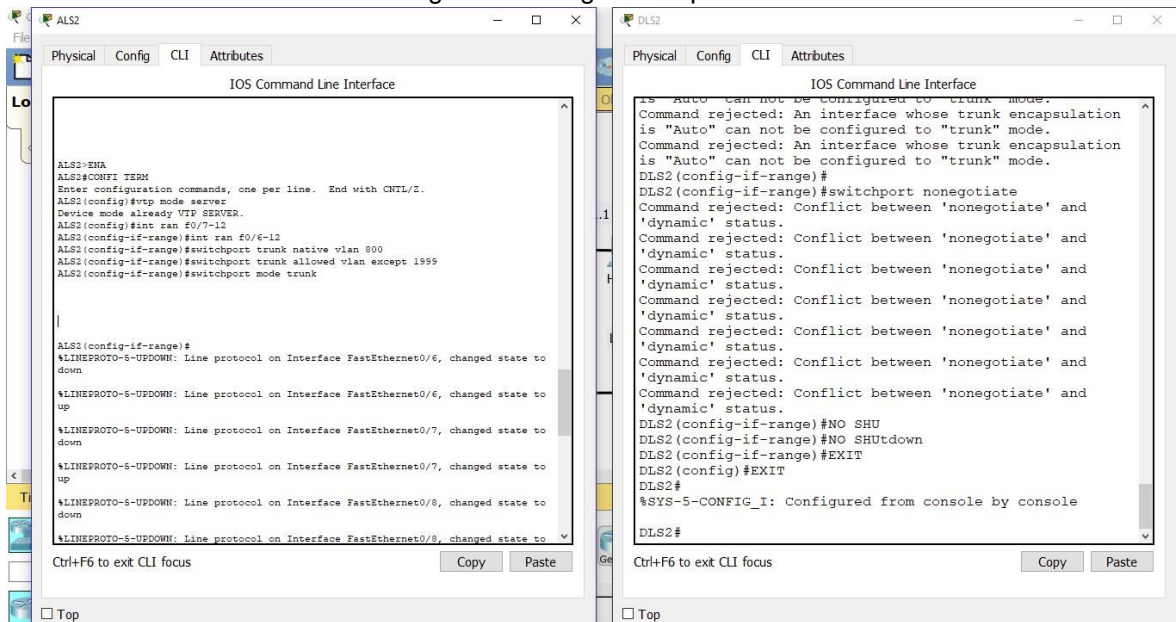 ALS2
Physical Config CLI Attributes
IOS Command Line Interface
ALS2>ENA
ALS2#CONFI TERM
Enter configuration commands, one per line. End with CNTL/Z.
ALS2(config)#vtp mode server
Device mode already VTP SERVER.
ALS2(config)#int ran f0/7-12
ALS2(config-if-range)#int ran f0/6-12
ALS2(config-if-range)#switchport trunk native vlan 800
ALS2(config-if-range)#switchport trunk allowed vlan except 1999
ALS2(config-if-range)#switchport mode trunk
ALS2(config-if-range)#
%LINEPROTO-5-UPDOWN: Line protocol on Interface FastEthernet0/6, changed state to
down
%LINEPROTO-5-UPDOWN: Line protocol on Interface FastEthernet0/6, changed state to
up
%LINEPROTO-5-UPDOWN: Line protocol on Interface FastEthernet0/7, changed state to
down
%LINEPROTO-5-UPDOWN: Line protocol on Interface FastEthernet0/7, changed state to
up
%LINEPROTO-5-UPDOWN: Line protocol on Interface FastEthernet0/8, changed state to
down
%LINEPROTO-5-UPDOWN: Line protocol on Interface FastEthernet0/8, changed state to
Ctrl+F6 to exit CLI focus
Copy Paste
Top
DLS2
Physical Config CLI Attributes
IOS Command Line Interface
is "Auto" can not be configured to "trunk" mode.
Command rejected: An interface whose trunk encapsulation
is "Auto" can not be configured to "trunk" mode.
Command rejected: An interface whose trunk encapsulation
is "Auto" can not be configured to "trunk" mode.
DLS2(config-if-range)#
DLS2(config-if-range)#switchport nonegotiate
Command rejected: Conflict between 'nonegotiate' and
'dynamic' status.
Command rejected: Conflict between 'nonegotiate' and
'dynamic' status.
Command rejected: Conflict between 'nonegotiate' and
'dynamic' status.
Command rejected: Conflict between 'nonegotiate' and
'dynamic' status.
Command rejected: Conflict between 'nonegotiate' and
'dynamic' status.
Command rejected: Conflict between 'nonegotiate' and
'dynamic' status.
Command rejected: Conflict between 'nonegotiate' and
'dynamic' status.
DLS2(config-if-range)#NO SHU
DLS2(config-if-range)#NO SHUtdown
DLS2(config-if-range)#EXIT
DLS2(config)#EXIT
DLS2#
%SYS-5-CONFIG_I: Configured from console by console
DLS2#
Ctrl+F6 to exit CLI focus
Copy Paste
Top